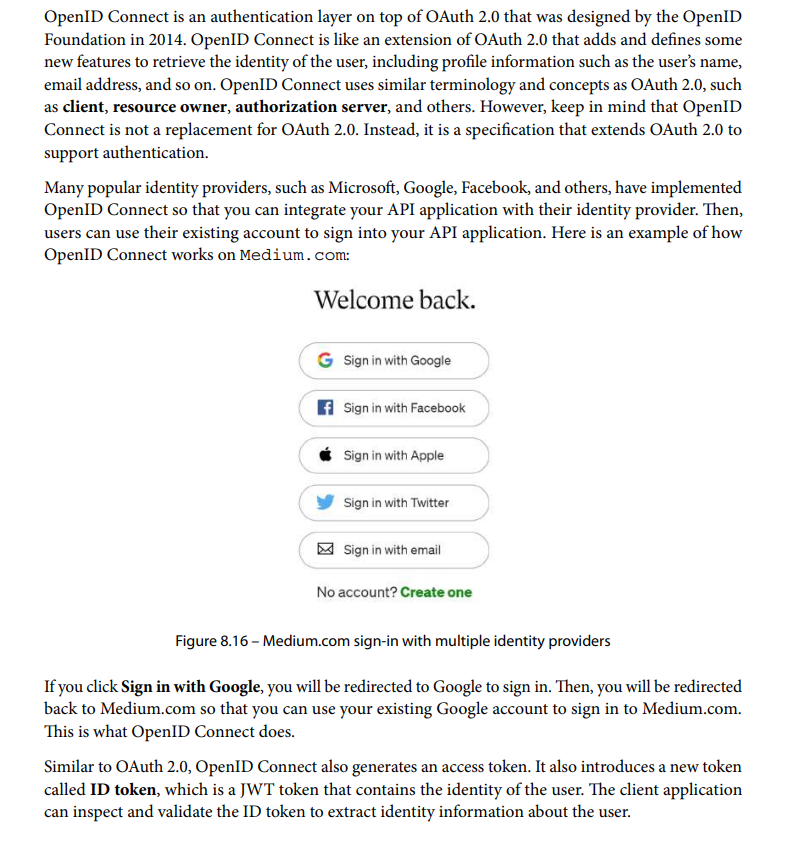 OpenID Connect is an authentication layer on top of OAuth 2.0 that was designed by the OpenID
Foundation in 2014. OpenID Connect is like an extension of OAuth 2.0 that adds and defines some
new features to retrieve the identity of the user, including profile information such as the user’s name,
email address, and so on. OpenID Connect uses similar terminology and concepts as OAuth 2.0, such
as client, resource owner, authorization server, and others. However, keep in mind that OpenID
Connect is not a replacement for OAuth 2.0. Instead, it is a specification that extends OAuth 2.0 to
support authentication.
Many popular identity providers, such as Microsoft, Google, Facebook, and others, have implemented
OpenID Connect so that you can integrate your API application with their identity provider. Then,
users can use their existing account to sign into your API application. Here is an example of how
OpenID Connect works on Medium.com:
Welcome back.
Sign in with Google
Sign in with Facebook
Sign in with Apple
Sign in with Twitter
Sign in with email
No account? Create one
Figure 8.16 – Medium.com sign-in with multiple identity providers
If you click Sign in with Google, you will be redirected to Google to sign in. Then, you will be redirected
back to Medium.com so that you can use your existing Google account to sign in to Medium.com.
This is what OpenID Connect does.
Similar to OAuth 2.0, OpenID Connect also generates an access token. It also introduces a new token
called ID token, which is a JWT token that contains the identity of the user. The client application
can inspect and validate the ID token to extract identity information about the user.